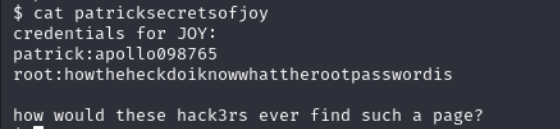 $ cat patricksecretsofjoy
credentials for JOY:
patrick:apollo098765
root:howtheheckdoiknowwhattherootpasswordis
how would these hack3rs ever find such a page?